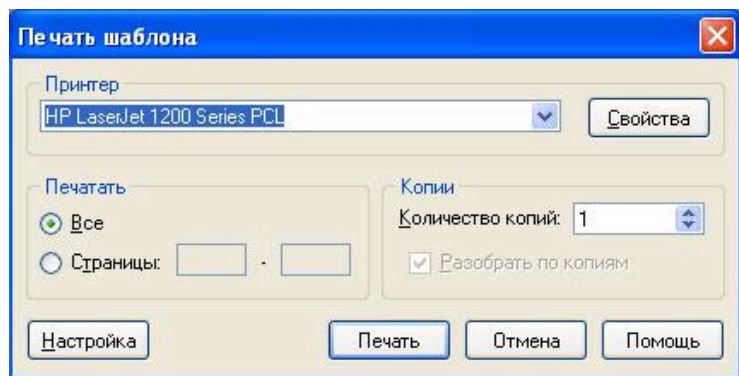 Печать шаблона
Принтер
HP LaserJet 1200 Series PCL
Свойства
Печатать
Все
Страницы: -
Копии
Количество копий: 1
Разобрать по копиям
Настройка Печать Отмена Помощь